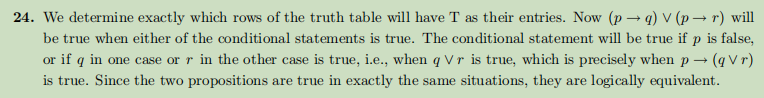 24. We determine exactly which rows of the truth table will have T as their entries. Now (p → q) ∨ (p → r) will
be true when either of the conditional statements is true. The conditional statement will be true if p is false,
or if q in one case or r in the other case is true, i.e., when q ∨ r is true, which is precisely when p → (q ∨ r)
is true. Since the two propositions are true in exactly the same situations, they are logically equivalent.